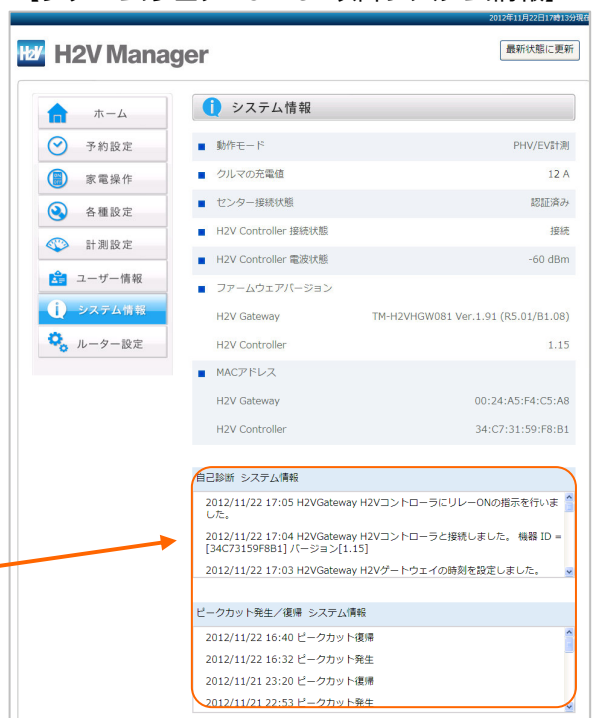 2012年11月22日17時13分現在
H2V H2V Manager
最新状態に更新
ホーム
予約設定
家電操作
各種設定
計測設定
ユーザー情報
システム情報
ルーター設定
システム情報
動作モード PHV/EV計測
クルマの充電値 12 A
センター接続状態 認証済み
H2V Controller 接続状態 接続
H2V Controller 電波状態 -60 dBm
ファームウェアバージョン
H2V Gateway TM-H2VHGW081 Ver.1.91 (R5.01/B1.08)
H2V Controller 1.15
MACアドレス
H2V Gateway 00:24:A5:F4:C5:A8
H2V Controller 34:C7:31:59:F8:B1
自己診断 システム情報
2012/11/22 17:05 H2VGateway H2VコントローラにリレーONの指示を行いま
した。
2012/11/22 17:04 H2VGateway H2Vコントローラと接続しました。 機器 ID =
[34C73159F8B1] バージョン[1.15]
2012/11/22 17:03 H2VGateway H2Vゲートウェイの時刻を設定しました。
ピークカット発生／復帰 システム情報
2012/11/22 16:40 ピークカット復帰
2012/11/22 16:32 ピークカット発生
2012/11/21 23:20 ピークカット復帰
2012/11/21 22:53 ピークカット発生